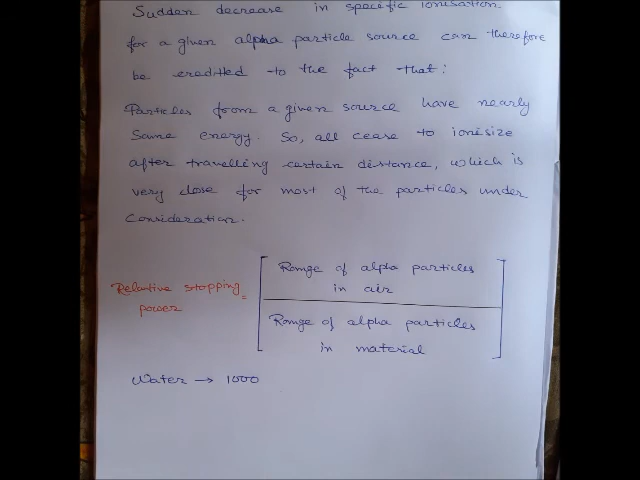 Sudden decrease in specific ionisation
for a given alpha particle source can therefore
be creditted to the fact that:
Particles from a given source have nearly
same energy. So, all cease to ionisize
after travelling certain distance, which is
very close for most of the particles under
consideration.
Relantive stopping power = [ Range of alpha particles
in air
Range of alpha particles
in material ]
Water → 1000